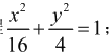 x²/16 + y²/4 = 1;